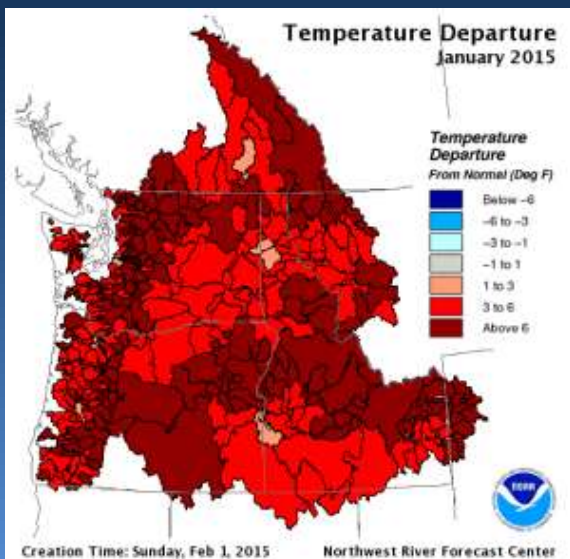 Temperature Departure
January 2015
Temperature
Departure
From Normal (Deg F)
Below -6
-6 to -3
-3 to -1
-1 to 1
1 to 3
3 to 6
Above 6
NOAA
Creation Time: Sunday, Feb 1, 2015
Northwest River Forecast Center